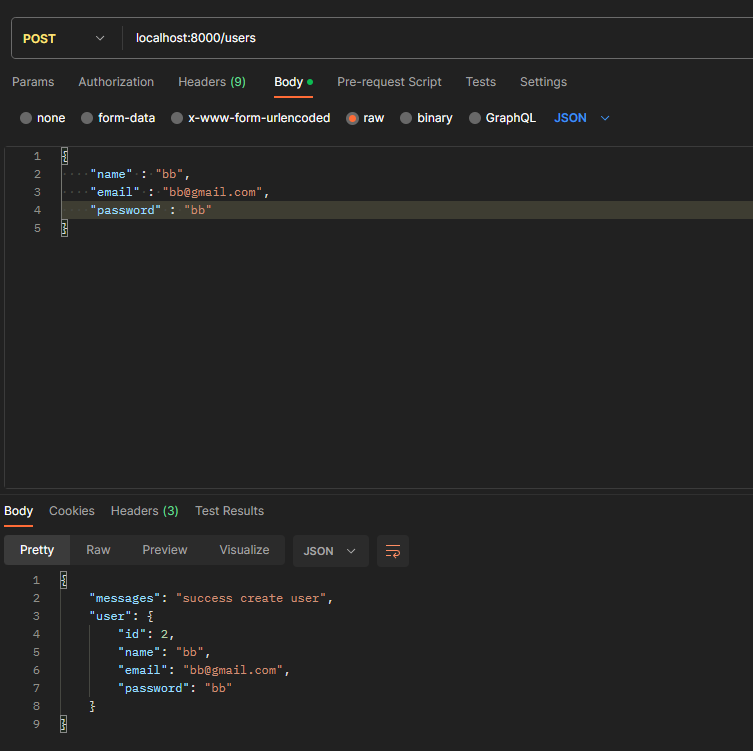 POST localhost:8000/users
Params Authorization Headers (9) Body Pre-request Script Tests Settings
none form-data x-www-form-urlencoded raw binary GraphQL JSON
1 {
2 "name" : "bb",
3 "email" : "bb@gmail.com",
4 "password" : "bb"
5 }
Body Cookies Headers (3) Test Results
Pretty Raw Preview Visualize JSON
1 {
2 "messages": "success create user",
3 "user": {
4 "id": 2,
5 "name": "bb",
6 "email": "bb@gmail.com",
7 "password": "bb"
8 }
9 }